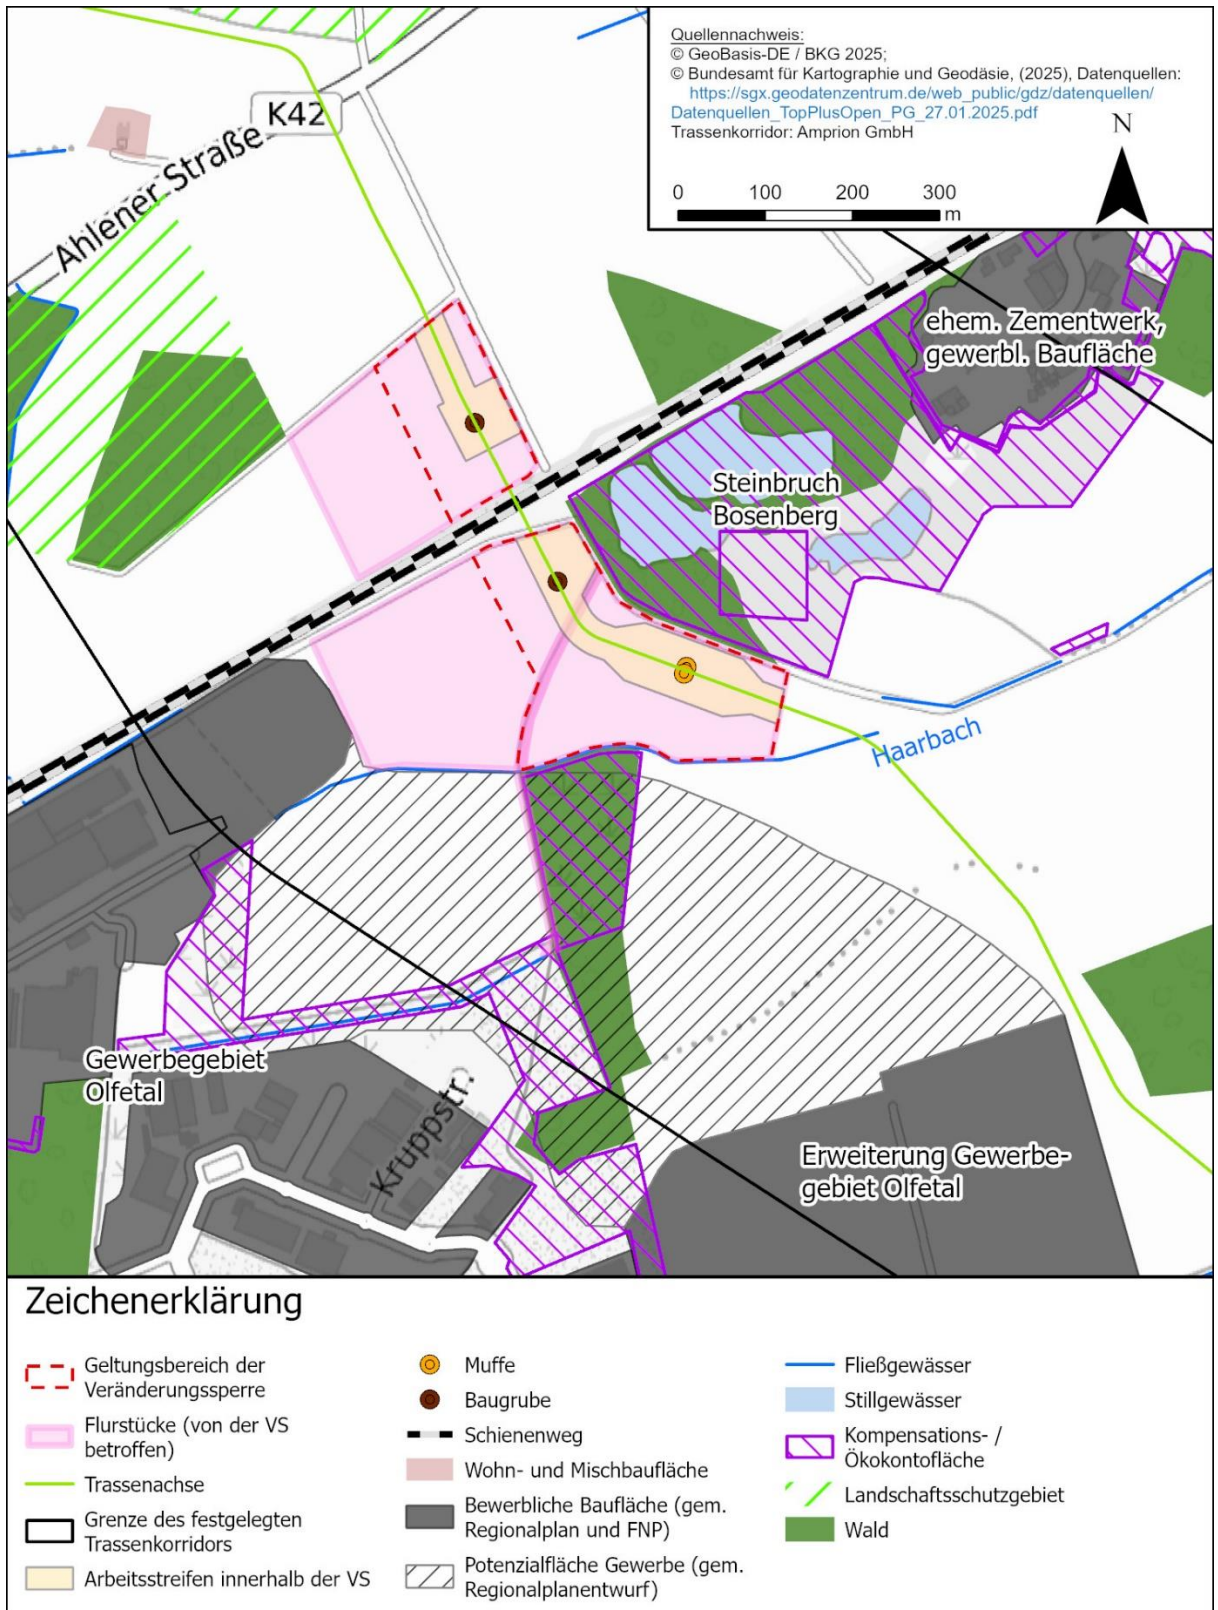 Quellennachweis:
© GeoBasis-DE / BKG 2025;
© Bundesamt für Kartographie und Geodäsie, (2025), Datenquellen:
https://sgx.geodatenzentrum.de/web_public/gdz/datenquellen/
Datenquellen_TopPlusOpen_PG_27.01.2025.pdf
Trassenkorridor: Amprion GmbH
N
0 100 200 300
m
K42
Ahlener Straße
ehem. Zementwerk,
gewerbl. Baufläche
Steinbruch
Bosenberg
Haarbach
Gewerbegebiet
Olfetal
Kruppstr.
Erweiterung Gewerbe-
gebiet Olfetal
Zeichenerklärung
Geltungsbereich der
Veränderungssperre
Flurstücke (von der VS
betroffen)
Trassenachse
Grenze des festgelegten
Trassenkorridors
Arbeitsstreifen innerhalb der VS
Muffe
Baugrube
Schienenweg
Wohn- und Mischbaufläche
Bewerbliche Baufläche (gem.
Regionalplan und FNP)
Potenzialfläche Gewerbe (gem.
Regionalplanentwurf)
Fließgewässer
Stillgewässer
Kompensations- /
Ökokontofläche
Landschaftsschutzgebiet
Wald